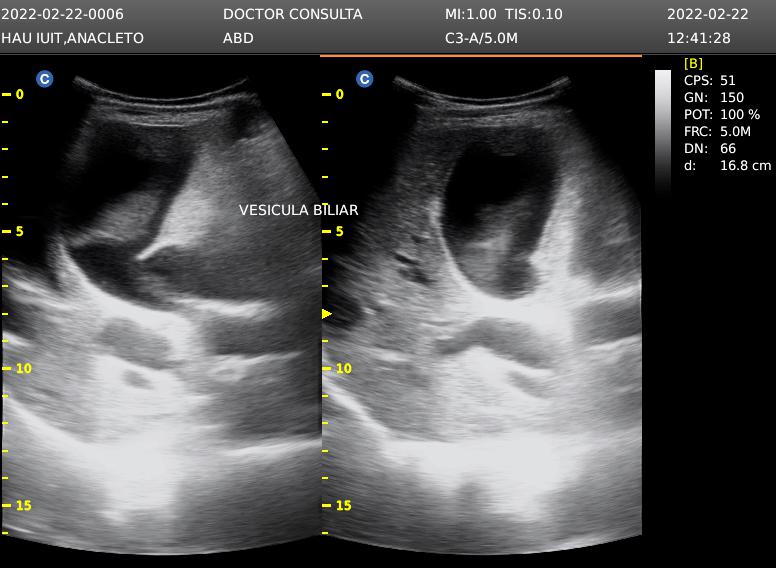 2022-02-22-0006 DOCTOR CONSULTA MI:1.00 TIS:0.10 2022-02-22
HAU IUIT,ANACLETO ABD C3-A/5.0M 12:41:28
C C
[B]
CPS: 51
GN: 150
POT: 100 %
FRC: 5.0M
DN: 66
d: 16.8 cm
0 0
VESICULA BILIAR
5 5
10 10
15 15